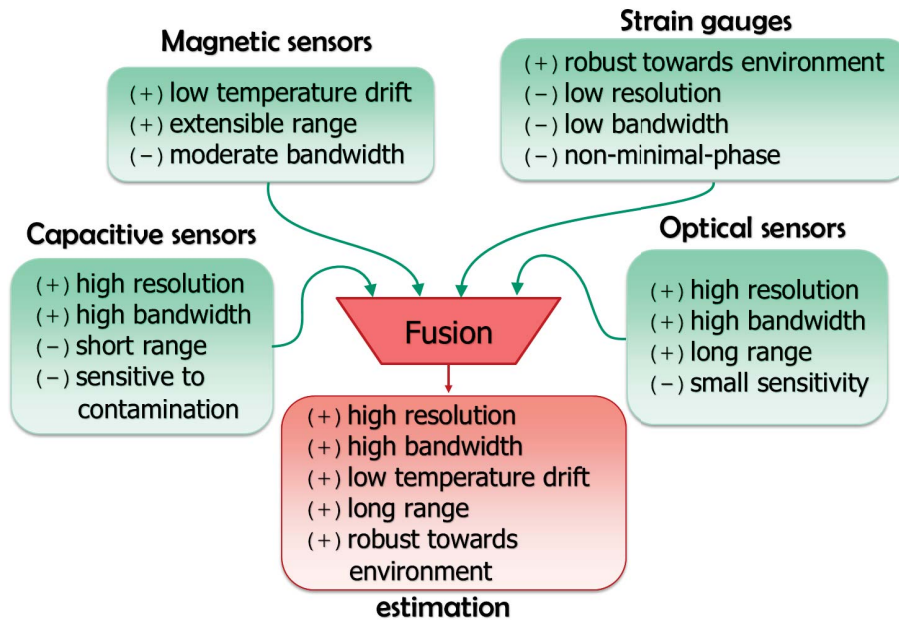 Magnetic sensors
(+) low temperature drift
(+) extensible range
(−) moderate bandwidth
Strain gauges
(+) robust towards environment
(−) low resolution
(−) low bandwidth
(−) non-minimal-phase
Capacitive sensors
(+) high resolution
(+) high bandwidth
(−) short range
(−) sensitive to
contamination
Optical sensors
(+) high resolution
(+) high bandwidth
(+) long range
(−) small sensitivity
Fusion
(+) high resolution
(+) high bandwidth
(+) low temperature drift
(+) long range
(+) robust towards
environment
estimation